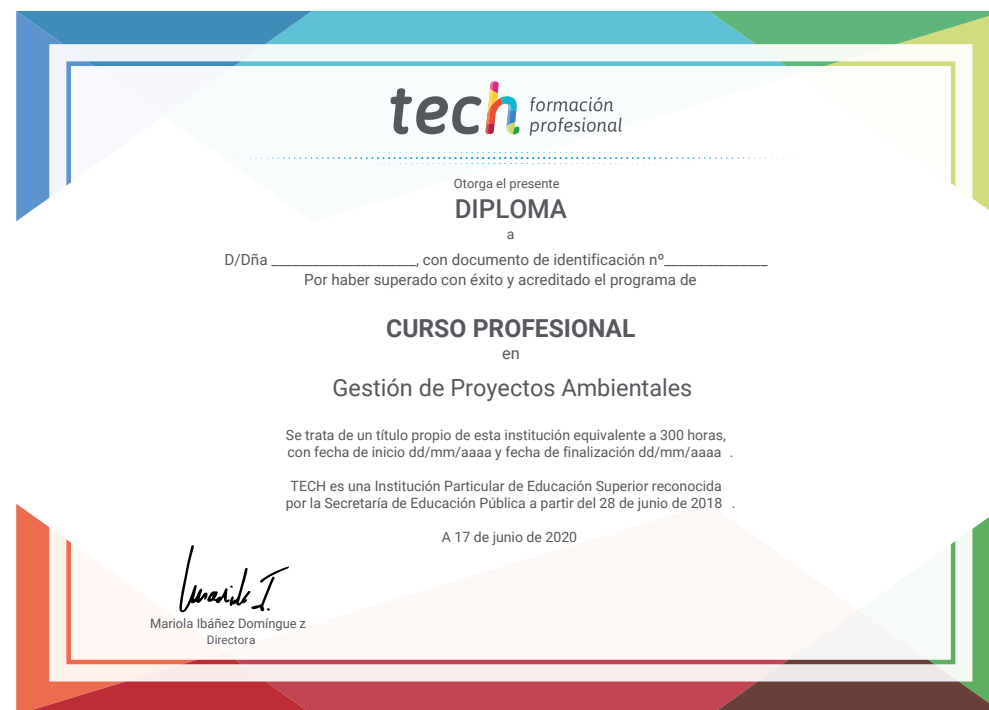 tech formación
profesional
Otorga el presente
DIPLOMA
a
D/Dña ___________________, con documento de identificación nº______________
Por haber superado con éxito y acreditado el programa de
CURSO PROFESIONAL
en
Gestión de Proyectos Ambientales
Se trata de un título propio de esta institución equivalente a 300 horas,
con fecha de inicio dd/mm/aaaa y fecha de finalización dd/mm/aaaa .
TECH es una Institución Particular de Educación Superior reconocida
por la Secretaría de Educación Pública a partir del 28 de junio de 2018 .
A 17 de junio de 2020
Mariola I.
Mariola Ibáñez Domíngue z
Directora